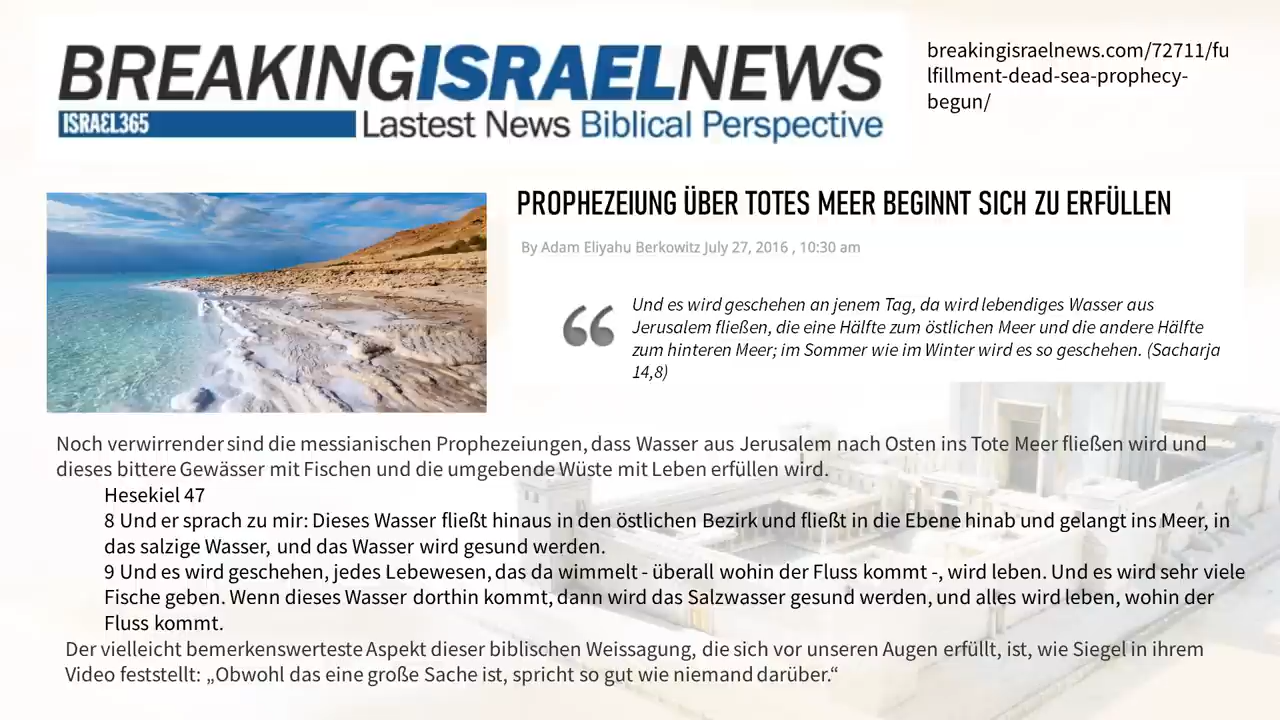 BREAKINGISRAELNEWS
ISRAEL365
Lastest News Biblical Perspective
breakingisraelnews.com/72711/fu
lfillment-dead-sea-prophecy-
begun/
PROPHEZEIUNG ÜBER TOTES MEER BEGINNT SICH ZU ERFÜLLEN
By Adam Eliyahu Berkowitz July 27, 2016 , 10:30 am
“
Und es wird geschehen an jenem Tag, da wird lebendiges Wasser aus
Jerusalem fließen, die eine Hälfte zum östlichen Meer und die andere Hälfte
zum hinteren Meer; im Sommer wie im Winter wird es so geschehen. (Sacharja
14,8)
Noch verwirrender sind die messianischen Prophezeiungen, dass Wasser aus Jerusalem nach Osten ins Tote Meer fließen wird und
dieses bittere Gewässer mit Fischen und die umgebende Wüste mit Leben erfüllen wird.
Hesekiel 47
8 Und er sprach zu mir: Dieses Wasser fließt hinaus in den östlichen Bezirk und fließt in die Ebene hinab und gelangt ins Meer, in
das salzige Wasser, und das Wasser wird gesund werden.
9 Und es wird geschehen, jedes Lebewesen, das da wimmelt - überall wohin der Fluss kommt -, wird leben. Und es wird sehr viele
Fische geben. Wenn dieses Wasser dorthin kommt, dann wird das Salzwasser gesund werden, und alles wird leben, wohin der
Fluss kommt.
Der vielleicht bemerkenswerteste Aspekt dieser biblischen Weissagung, die sich vor unseren Augen erfüllt, ist, wie Siegel in ihrem
Video feststellt: „Obwohl das eine große Sache ist, spricht so gut wie niemand darüber.“